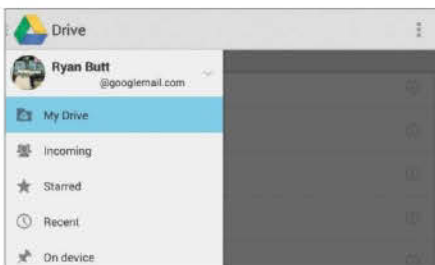 Drive
Ryan Butt
@googlemail.com
My Drive
Incoming
Starred
Recent
On device